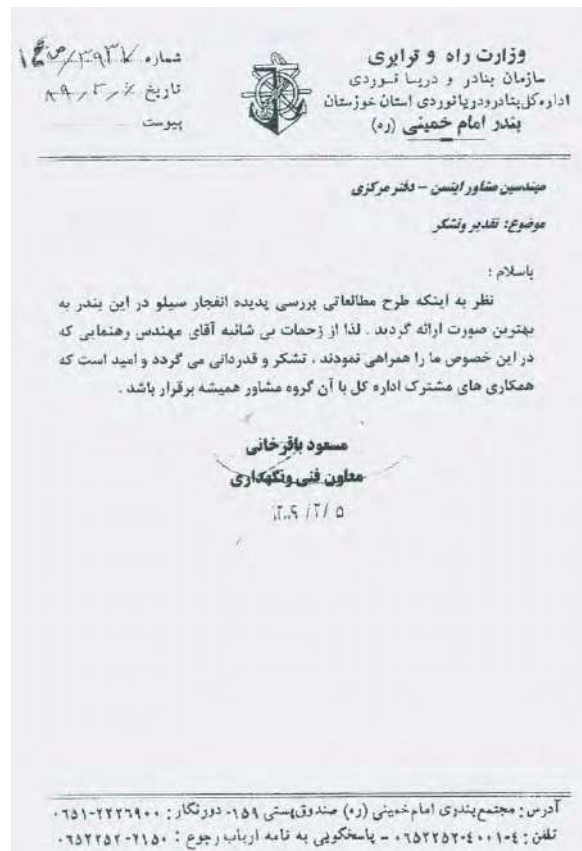 وزارت راه و ترابری
سازمان بنادر و دریا نوردی
اداره کل بنادر و دریانوردی استان خوزستان
بندر امام خمینی (ره)
شماره
تاریخ
پیوست
مهندسین مشاور ایتسن - دفتر مرکزی
موضوع: تقدیر وتشکر
باسلام ؛
نظر به اینکه طرح مطالعاتی بررسی پدیده انفجار سیلو در این بندر به
بهترین صورت ارائه گردید . لذا از زحمات بی شائبه آقای مهندس رهنمایی که
در این خصوص ما را همراهی نمودند ، تشکر و قدردانی می گردد و امید است که
همکاری های مشترک اداره کل با آن گروه مشاور همیشه برقرار باشد .
مسعود باقرخانی
معاون فنی ونگهداری
آدرس : مجتمع بندری امام خمینی (ره) صندوق پستی ۱۵۹- دورنگار : ۲۲۲۶۹۰۰-۰۶۵۱
تلفن : ۴-۰۶۵۲۲۵۲-۴۰۰۱ - پاسخگویی به نامه ارباب رجوع : ۲۱۵۰-۰۶۵۲۲۵۲